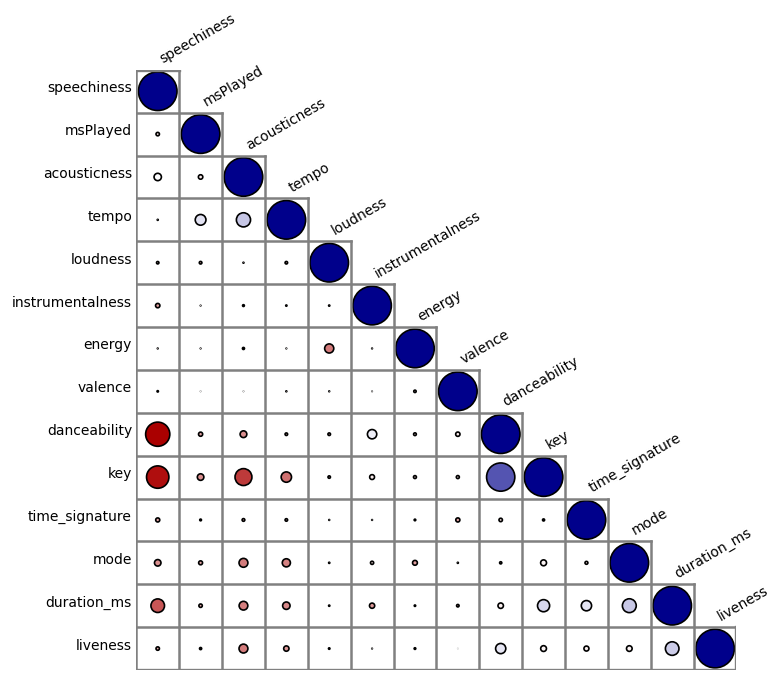 speechiness
speechiness
msPlayed
msPlayed
acousticness
acousticness
tempo
tempo
loudness
loudness
instrumentalness
instrumentalness
energy
energy
valence
valence
danceability
danceability
key
key
time_signature
time_signature
mode
mode
duration_ms
duration_ms
liveness
liveness